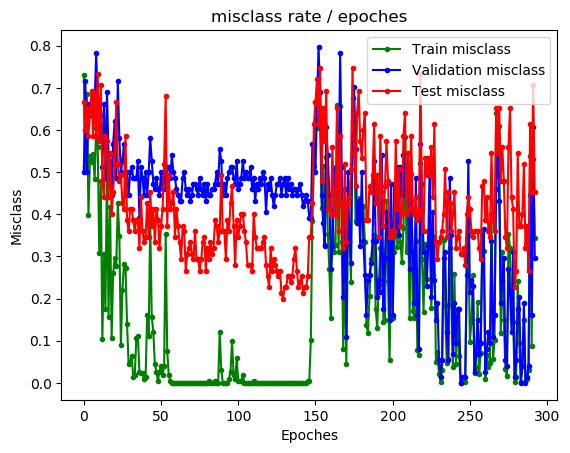 misclass rate / epoches
Train misclass
Validation misclass
Test misclass
Misclass
0.8
0.7
0.6
0.5
0.4
0.3
0.2
0.1
0.0
0 50 100 150 200 250 300
Epoches